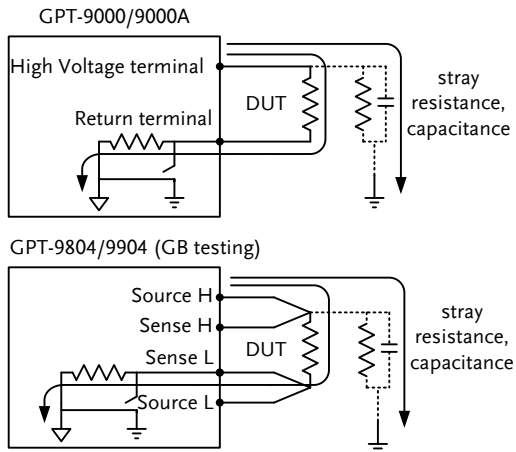 GPT-9000/9000A
High Voltage terminal
DUT
Return terminal
stray
resistance,
capacitance
GPT-9804/9904 (GB testing)
Source H
Sense H
Sense L
DUT
Source L
stray
resistance,
capacitance